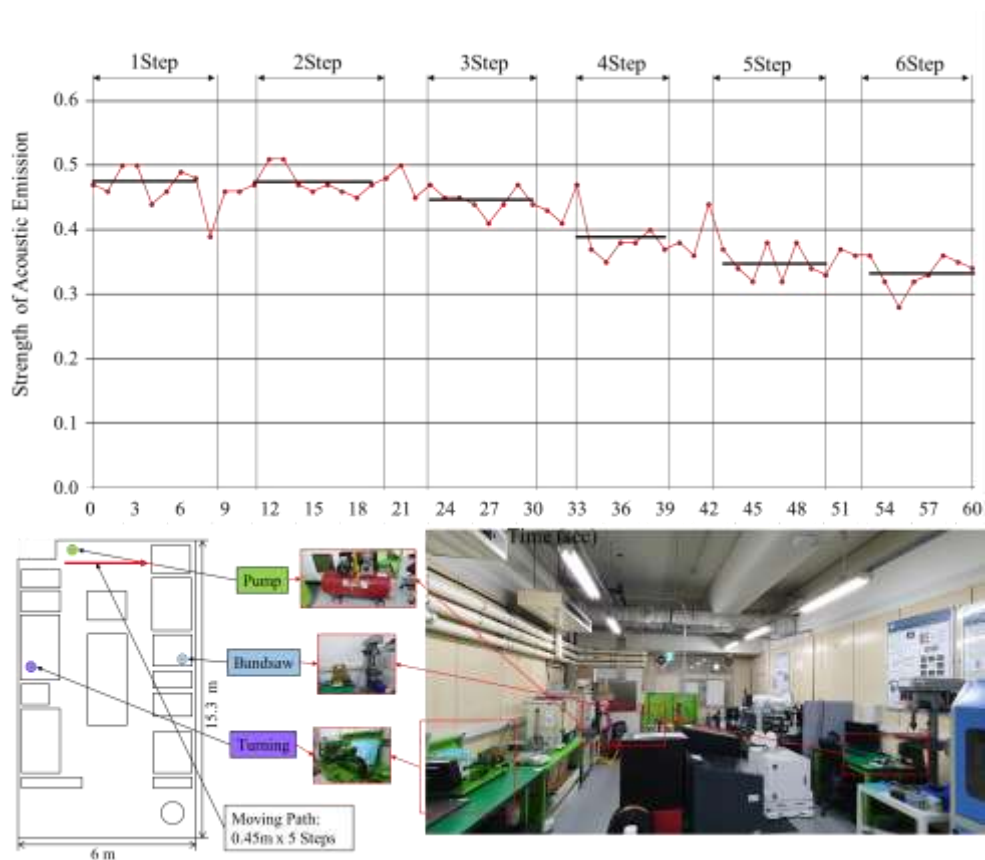 1Step 2Step 3Step 4Step 5Step 6Step
Strength of Acoustic Emission
0.6
0.5
0.4
0.3
0.2
0.1
0.0
0 3 6 9 12 15 18 21 24 27 30 33 36 39 42 45 48 51 54 57 60
Time (sec)
Pump
Bandsaw
Turning
15.3 m
Moving Path:
0.45m x 5 Steps
6 m